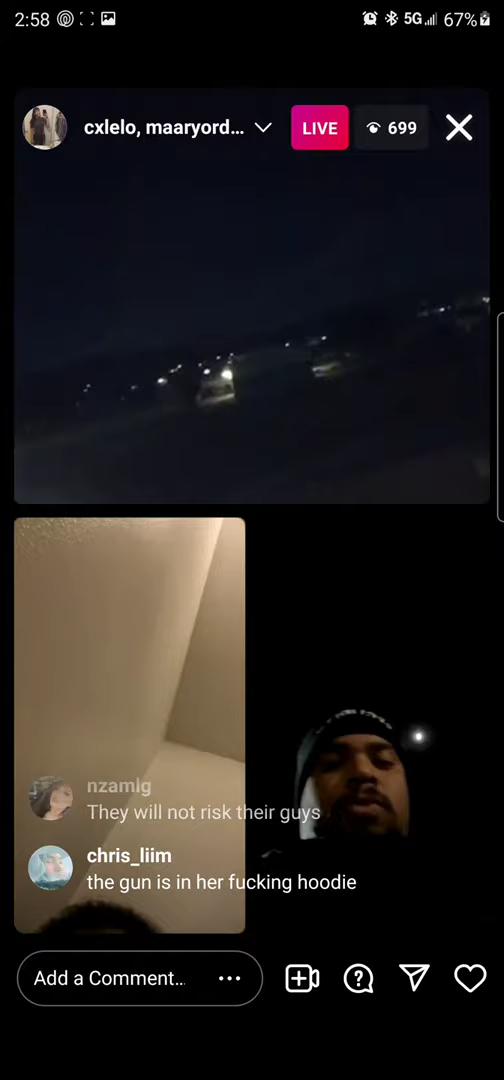 2:58
5G
67%
cxlelo, maaryord...
LIVE
699
nzamlg
They will not risk their guys
chris_liim
the gun is in her fucking hoodie
Add a Comment...